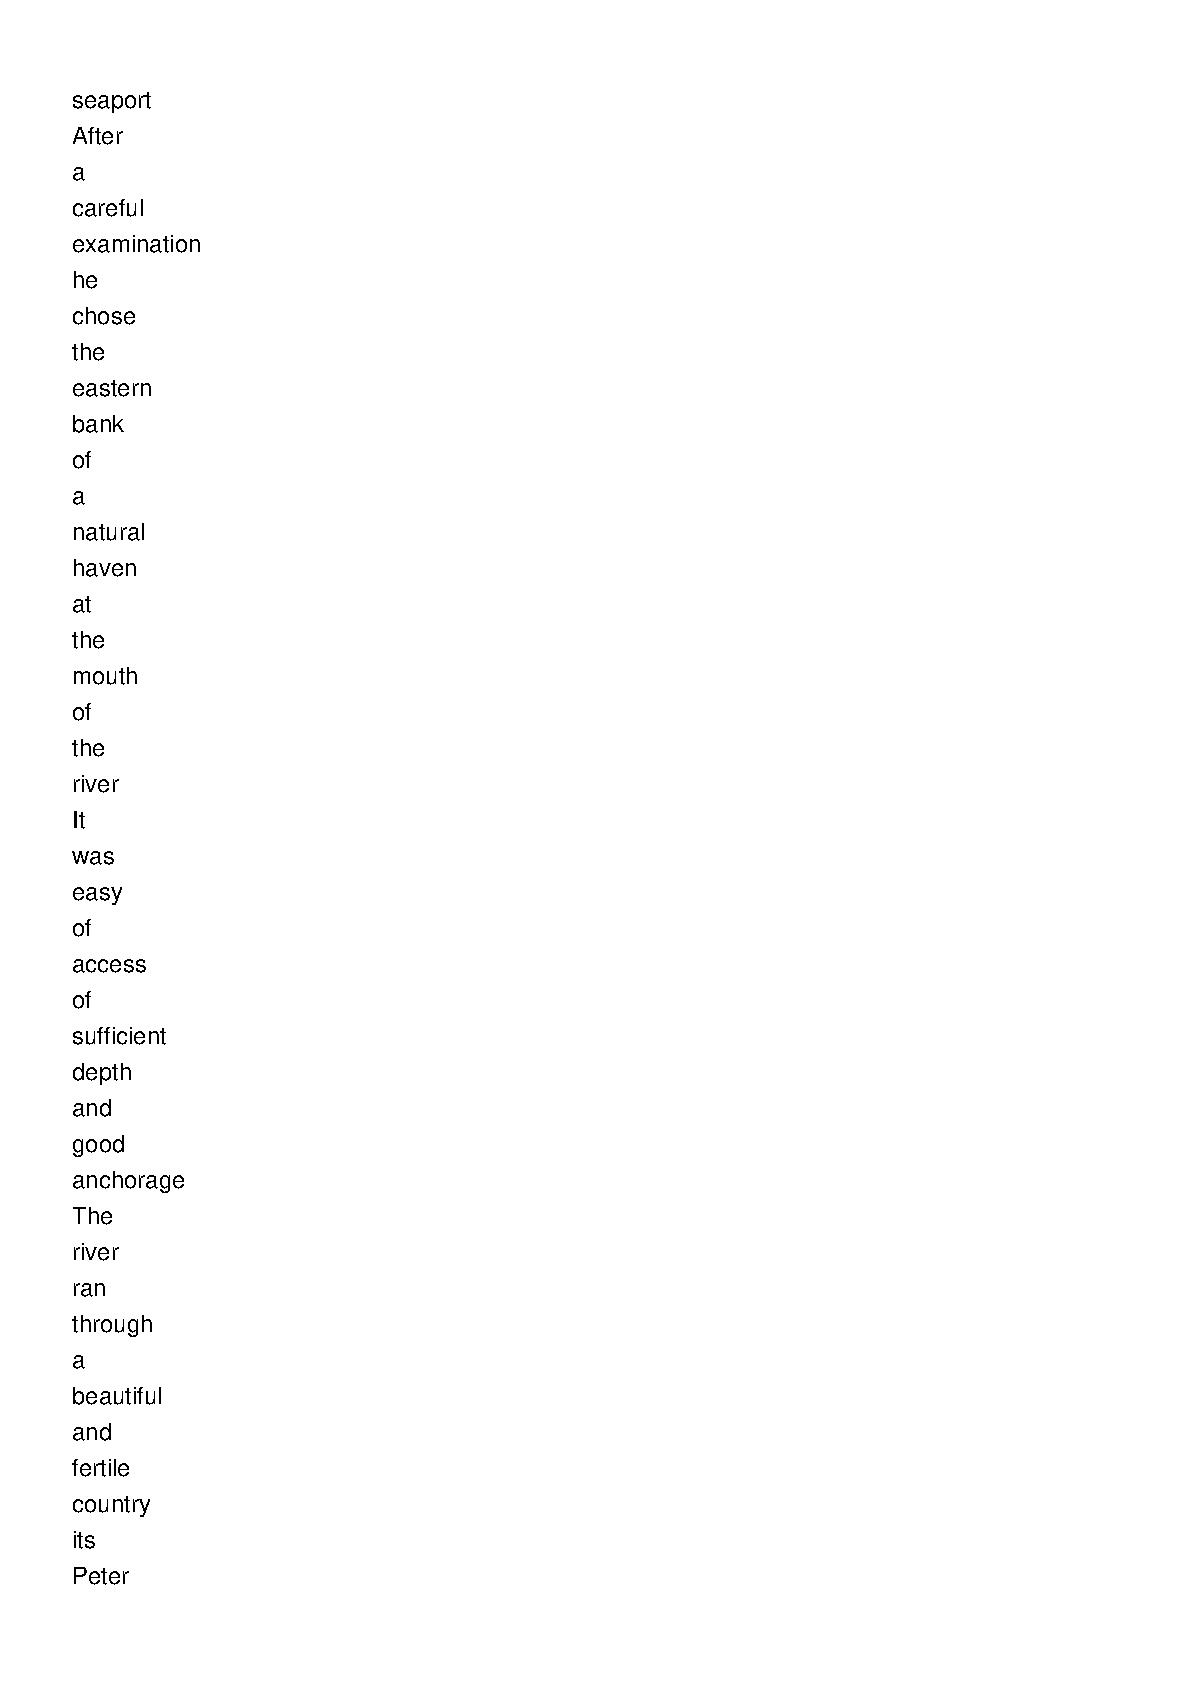 seaport
After
a
careful
examination
he
chose
the
eastern
bank
of
a
natural
haven
at
the
mouth
of
the
river
It
was
easy
of
access
of
sufficient
depth
and
good
anchorage
The
river
ran
through
a
beautiful
and
fertile
country
its
Peter